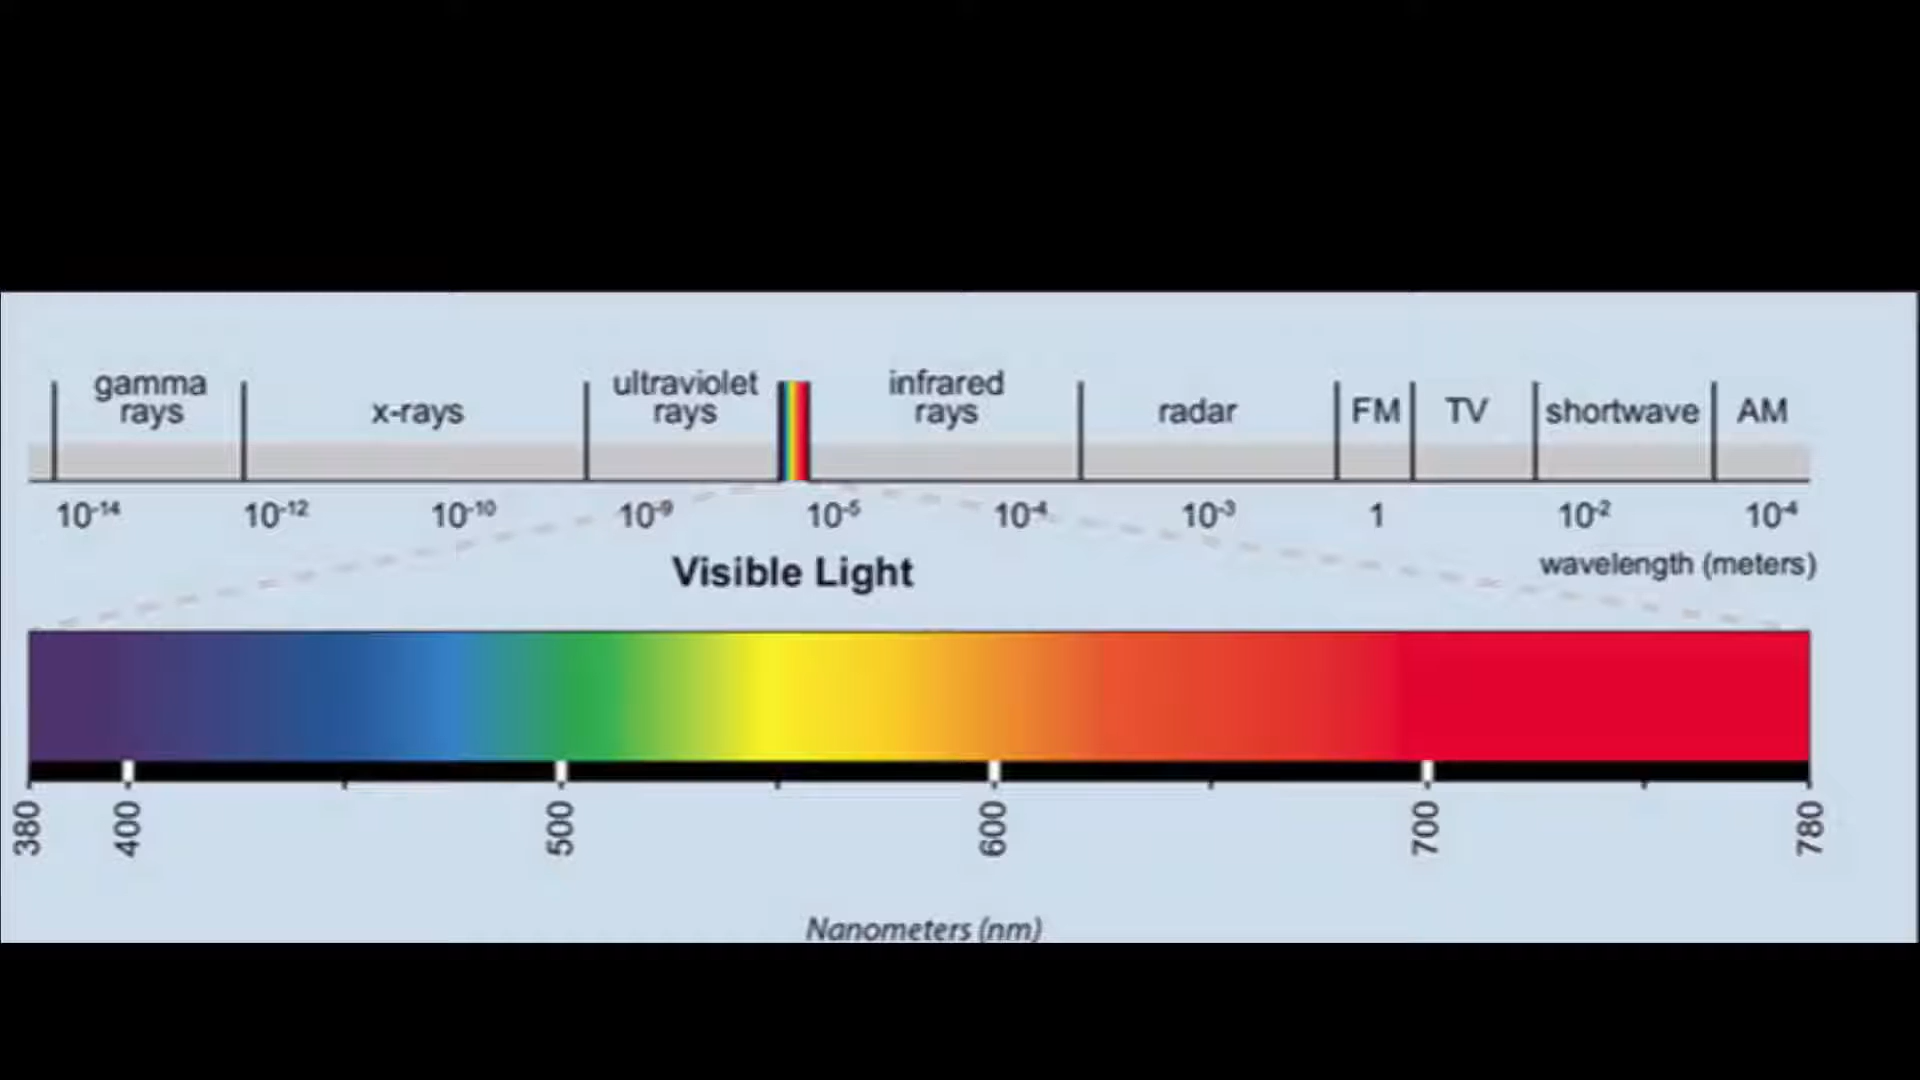 gamma rays
x-rays
ultraviolet rays
infrared rays
radar
FM
TV
shortwave
AM
10-14 10-12 10-10 10-9 10-5 10-4 10-3 1 10-2 10-4
wavelength (meters)
Visible Light
380 400 500 600 700 780
Nanometers (nm)